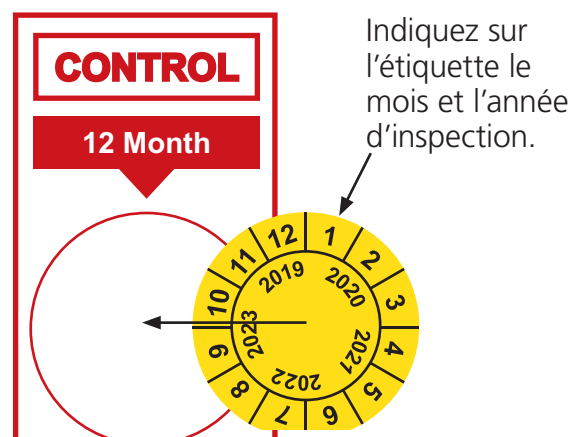 CONTROL
12 Month
Indiquez sur
l'étiquette le
mois et l'année
d'inspection.
1
2
3
4
5
6
7
8
9
10
11
12
2019
2020
2021
2022
2023